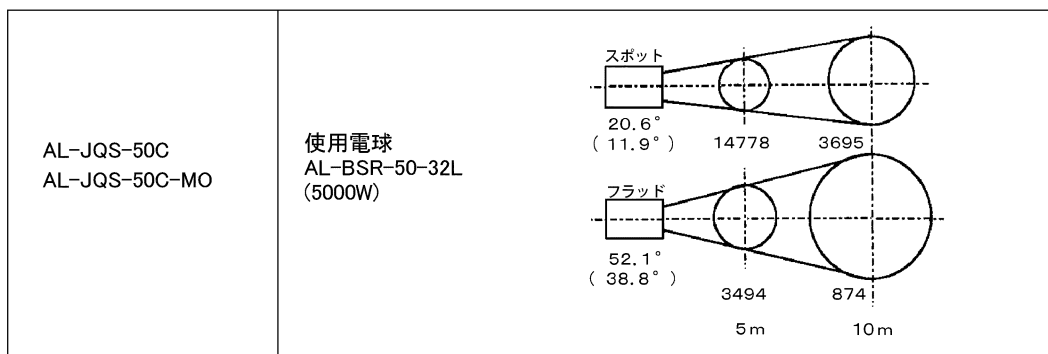 AL-JQS-50C
AL-JQS-50C-MO
使用電球
AL-BSR-50-32L
(5000W)
スポット
20.6°
( 11.9° )
14778
3695
フラッド
52.1°
( 38.8° )
3494
874
5m
10m